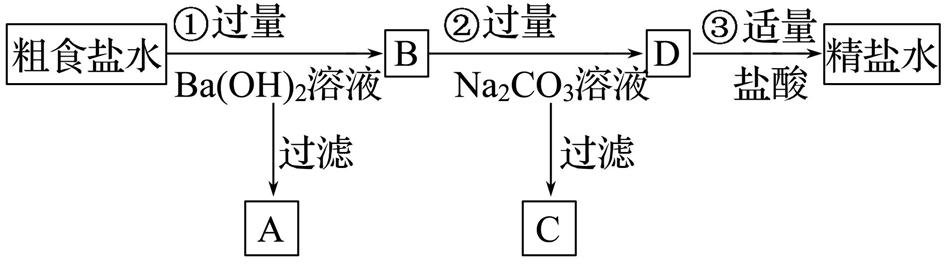 ①过量 ②过量 ③适量
粗食盐水 B D 精盐水
Ba(OH)₂溶液 Na₂CO₃溶液 盐酸
过滤 过滤
A C